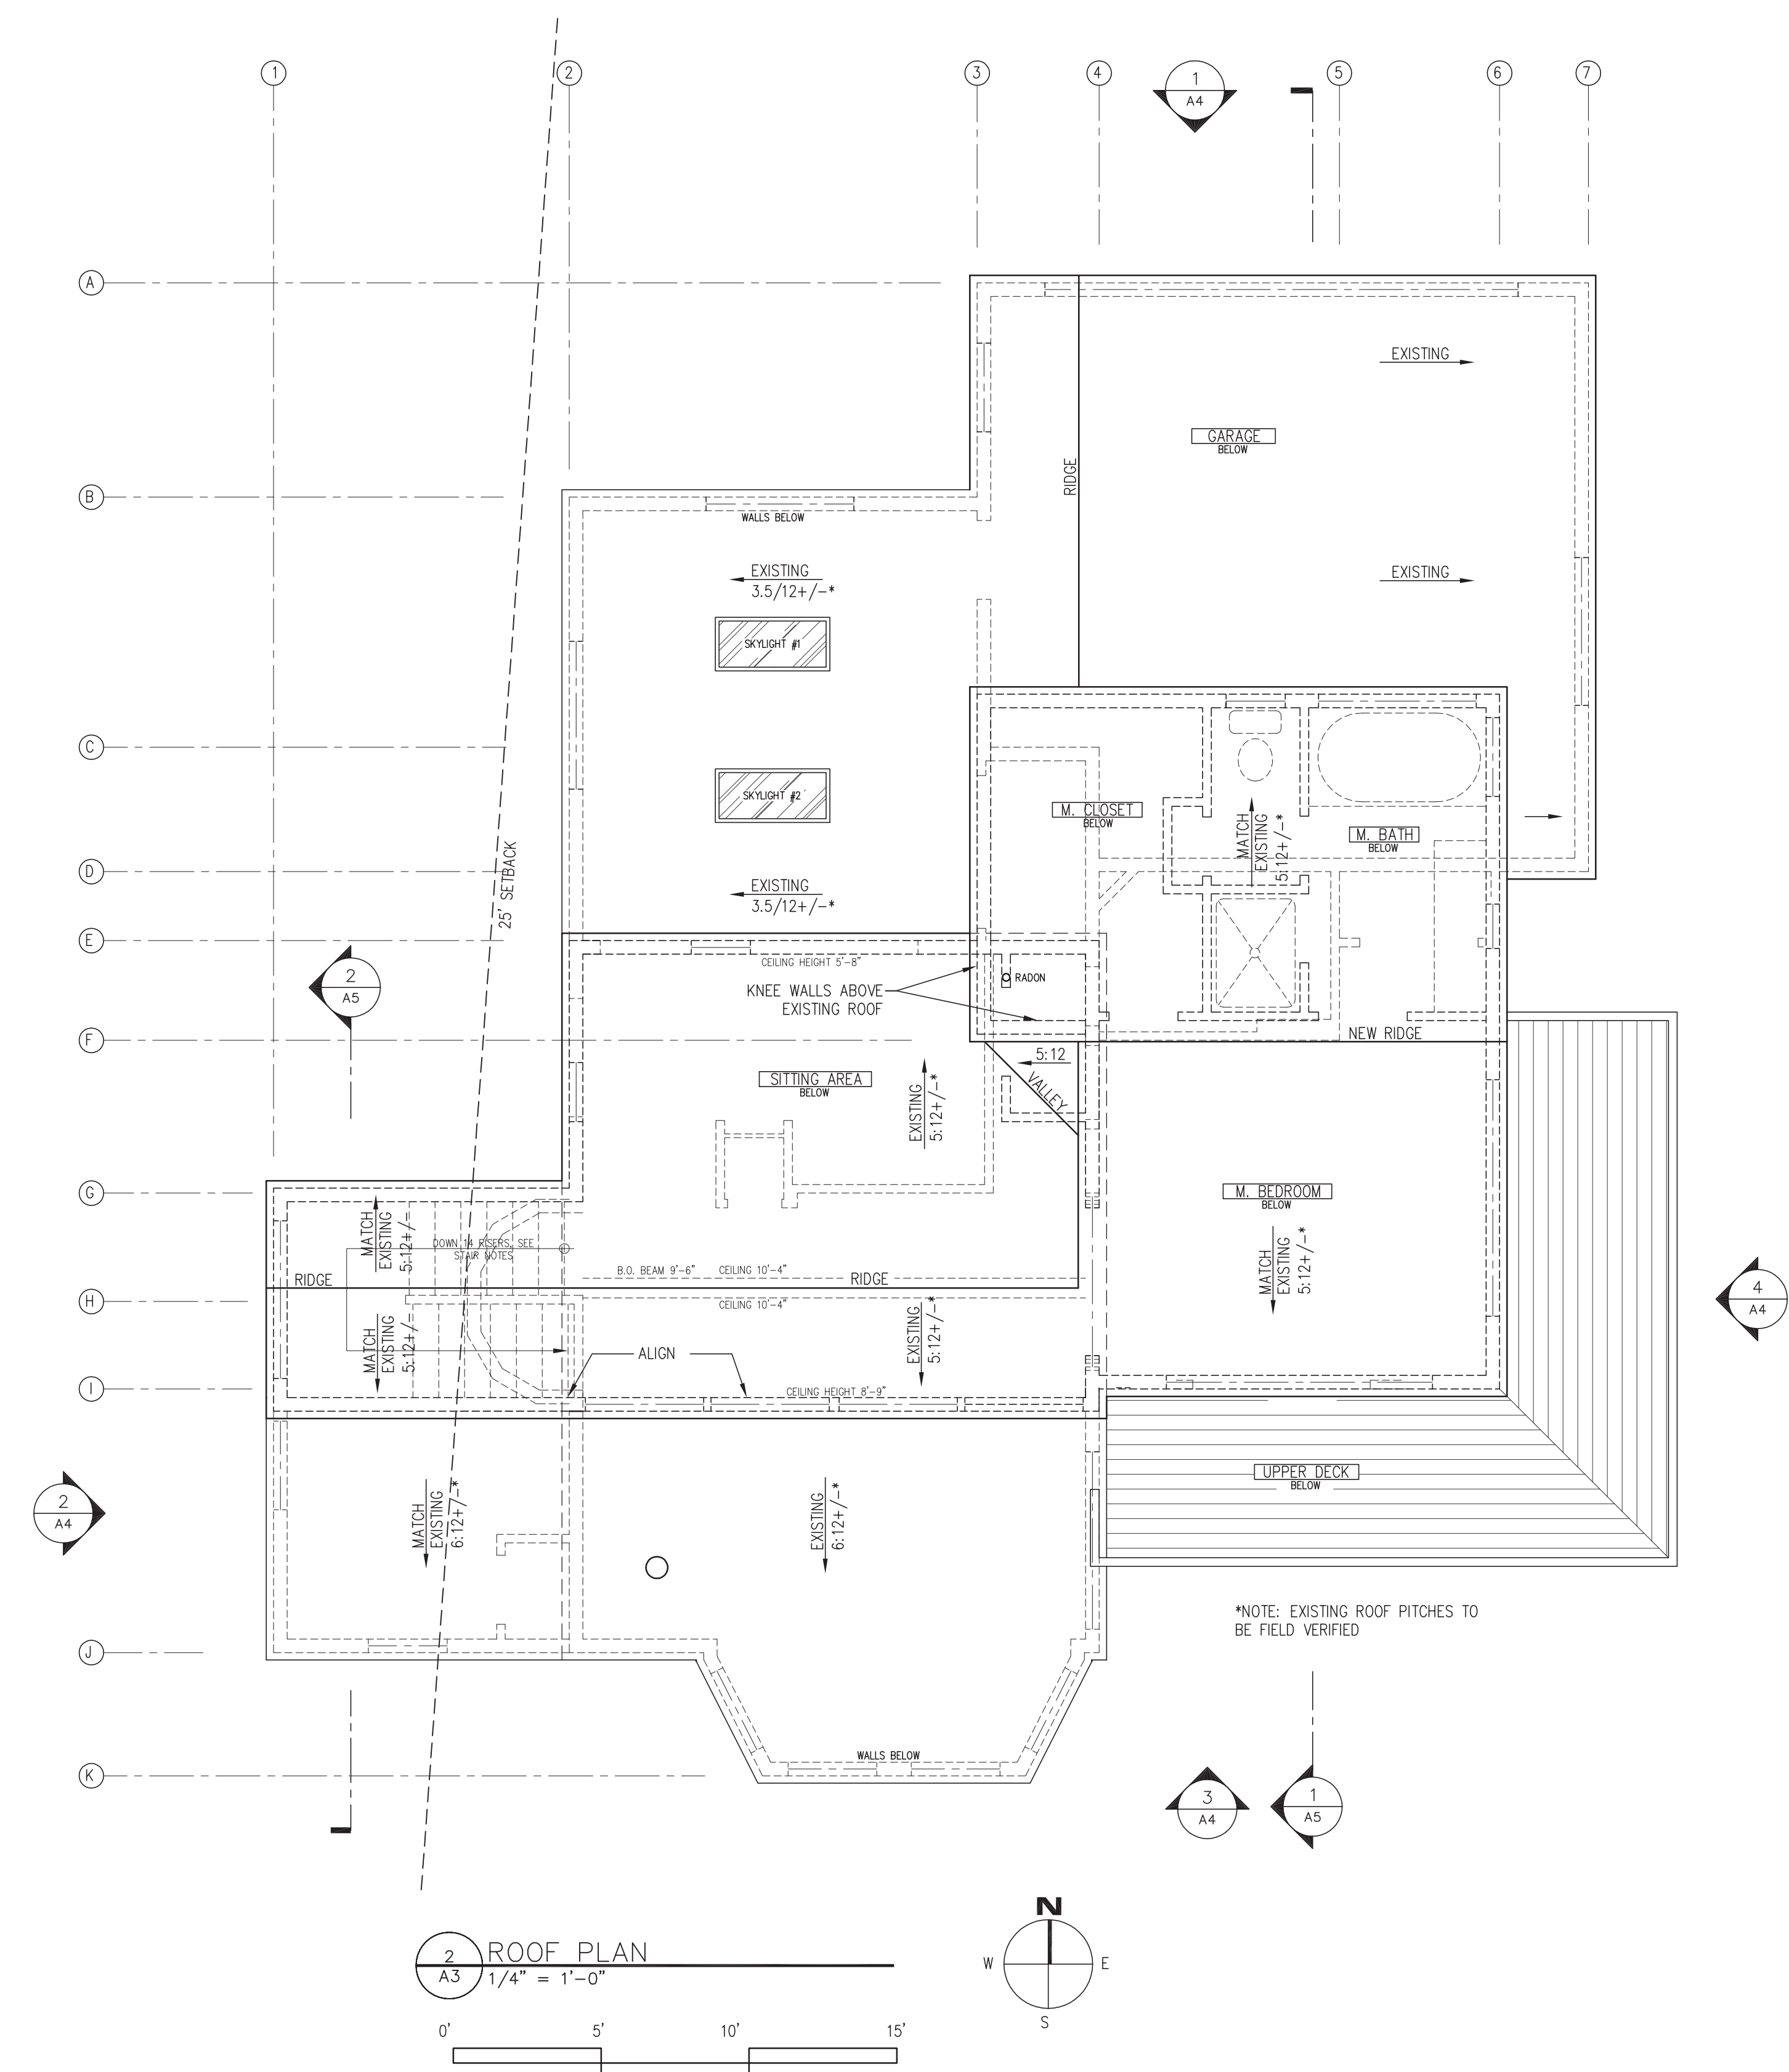 1
2
3
4
5
6
7
1
A4
A
B
C
D
E
F
G
H
I
J
K
EXISTING
GARAGE
BELOW
RIDGE
WALLS BELOW
EXISTING
3.5/12+/-*
EXISTING
SKYLIGHT #1
SKYLIGHT #2
25' SETBACK
M. CLOSET
BELOW
MATCH
EXISTING
5:12+/-*
M. BATH
BELOW
EXISTING
3.5/12+/-*
2
A5
CEILING HEIGHT 5'-8"
KNEE WALLS ABOVE
EXISTING ROOF
RADON
NEW RIDGE
5:12
VALLEY
SITTING AREA
BELOW
EXISTING
5:12+/-*
M. BEDROOM
BELOW
MATCH
EXISTING
5:12+/-*
MATCH
EXISTING
5:12+/-
DOWN 14 RISERS, SEE
STAIR NOTES
RIDGE
B.O. BEAM 9'-6"
CEILING 10'-4"
RIDGE
CEILING 10'-4"
MATCH
EXISTING
5:12+/-
ALIGN
EXISTING
5:12+/-*
CEILING HEIGHT 8'-9"
4
A4
2
A4
MATCH
EXISTING
6:12+/-*
EXISTING
6:12+/-*
UPPER DECK
BELOW
*NOTE: EXISTING ROOF PITCHES TO
BE FIELD VERIFIED
WALLS BELOW
3
A4
1
A5
2
A3
ROOF PLAN
1/4" = 1'-0"
N
W
E
S
0'
5'
10'
15'